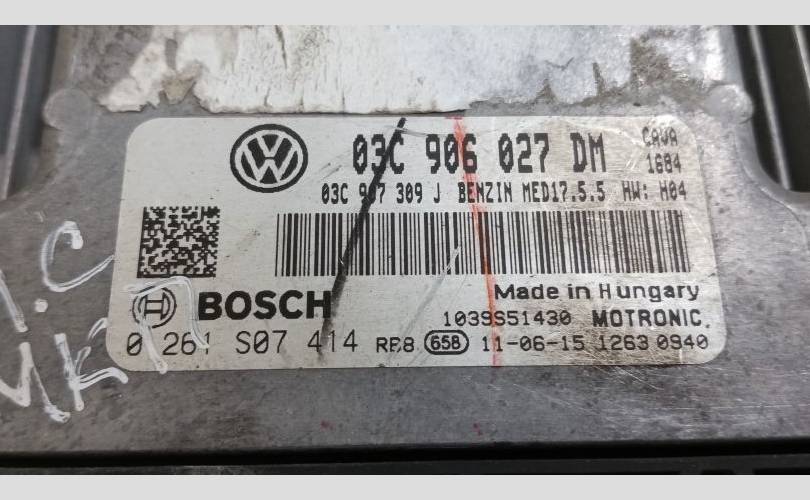 03C 906 027 DM CAVA
1684
03C 907 309 J BENZIN MED17.5.5 HW: H04
BOSCH
Made in Hungary
1039S51430 MOTRONIC.
0 261 S07 414 RB8 658 11-06-15 1263 0940